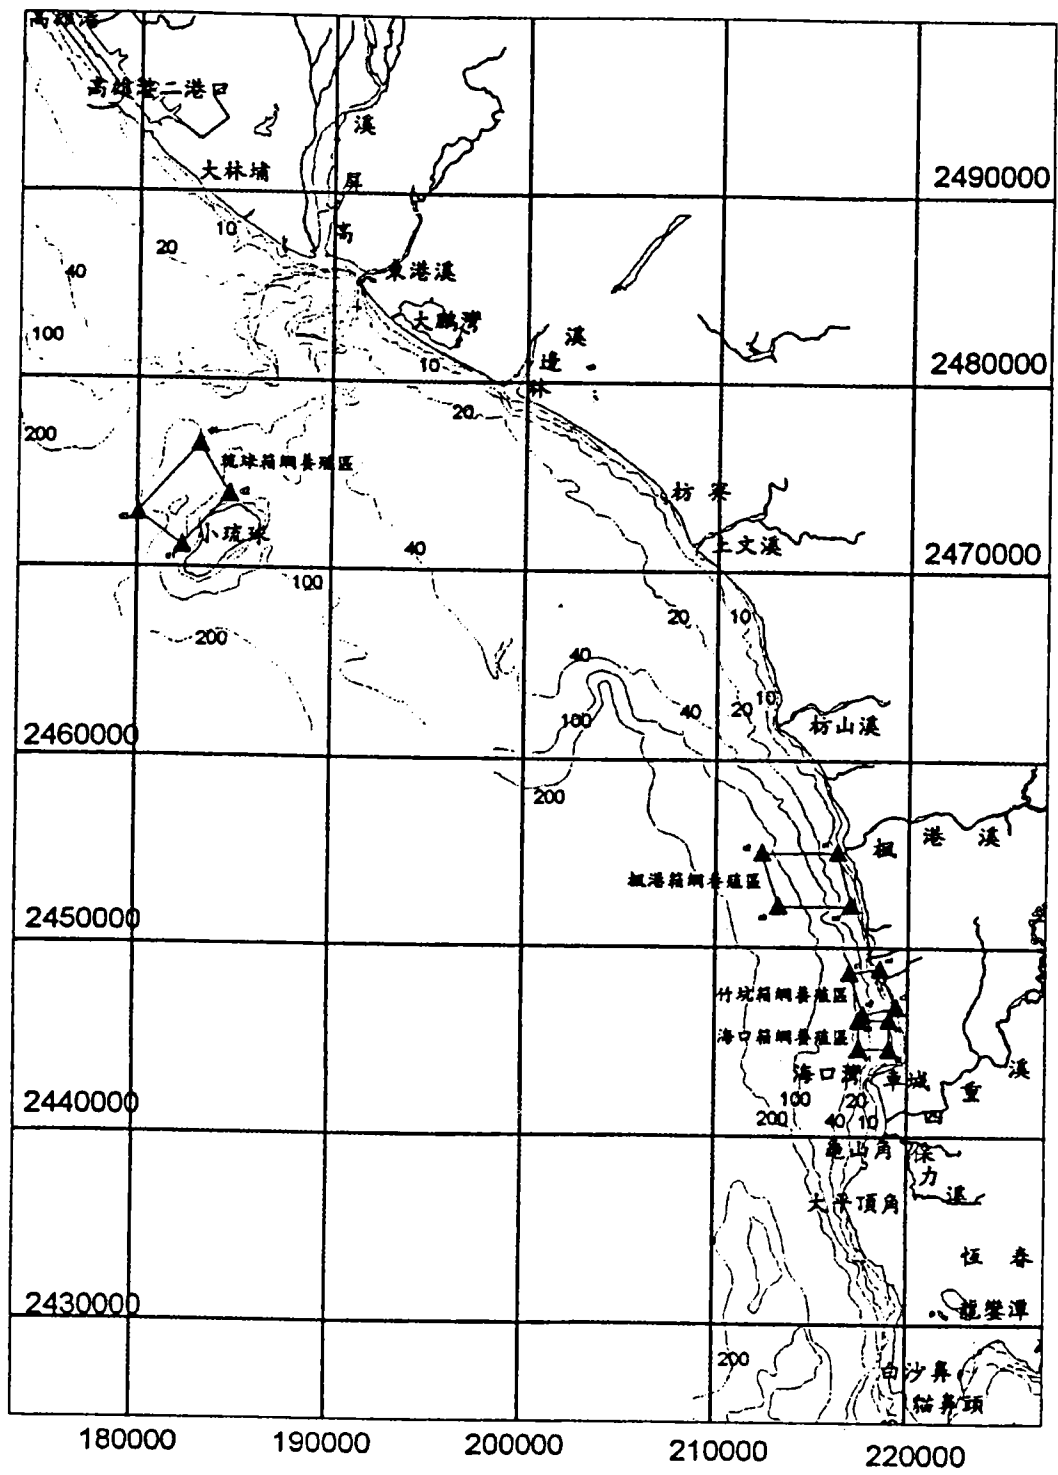 高雄港
高雄港二港口
溪
大林埔
屏
2490000
10
高
20
東港溪
40
大鵬灣
溪
100
邊
10
2480000
林
20
200
琉球箱網養殖區
枋寮
小琉球
士文溪
40
2470000
100
20
10
200
40
10
40
20
枋山溪
100
2460000
200
港溪
楓
楓港箱網養殖區
2450000
竹坑箱網養殖區
海口箱網養殖區
溪
海口灣
車城
重
100
20
2440000
四
200
40
10
龜山角
保
力
溪
大平頂角
恆春
2430000
龍鑾潭
200
白沙鼻
貓鼻頭
180000
190000
200000
210000
220000